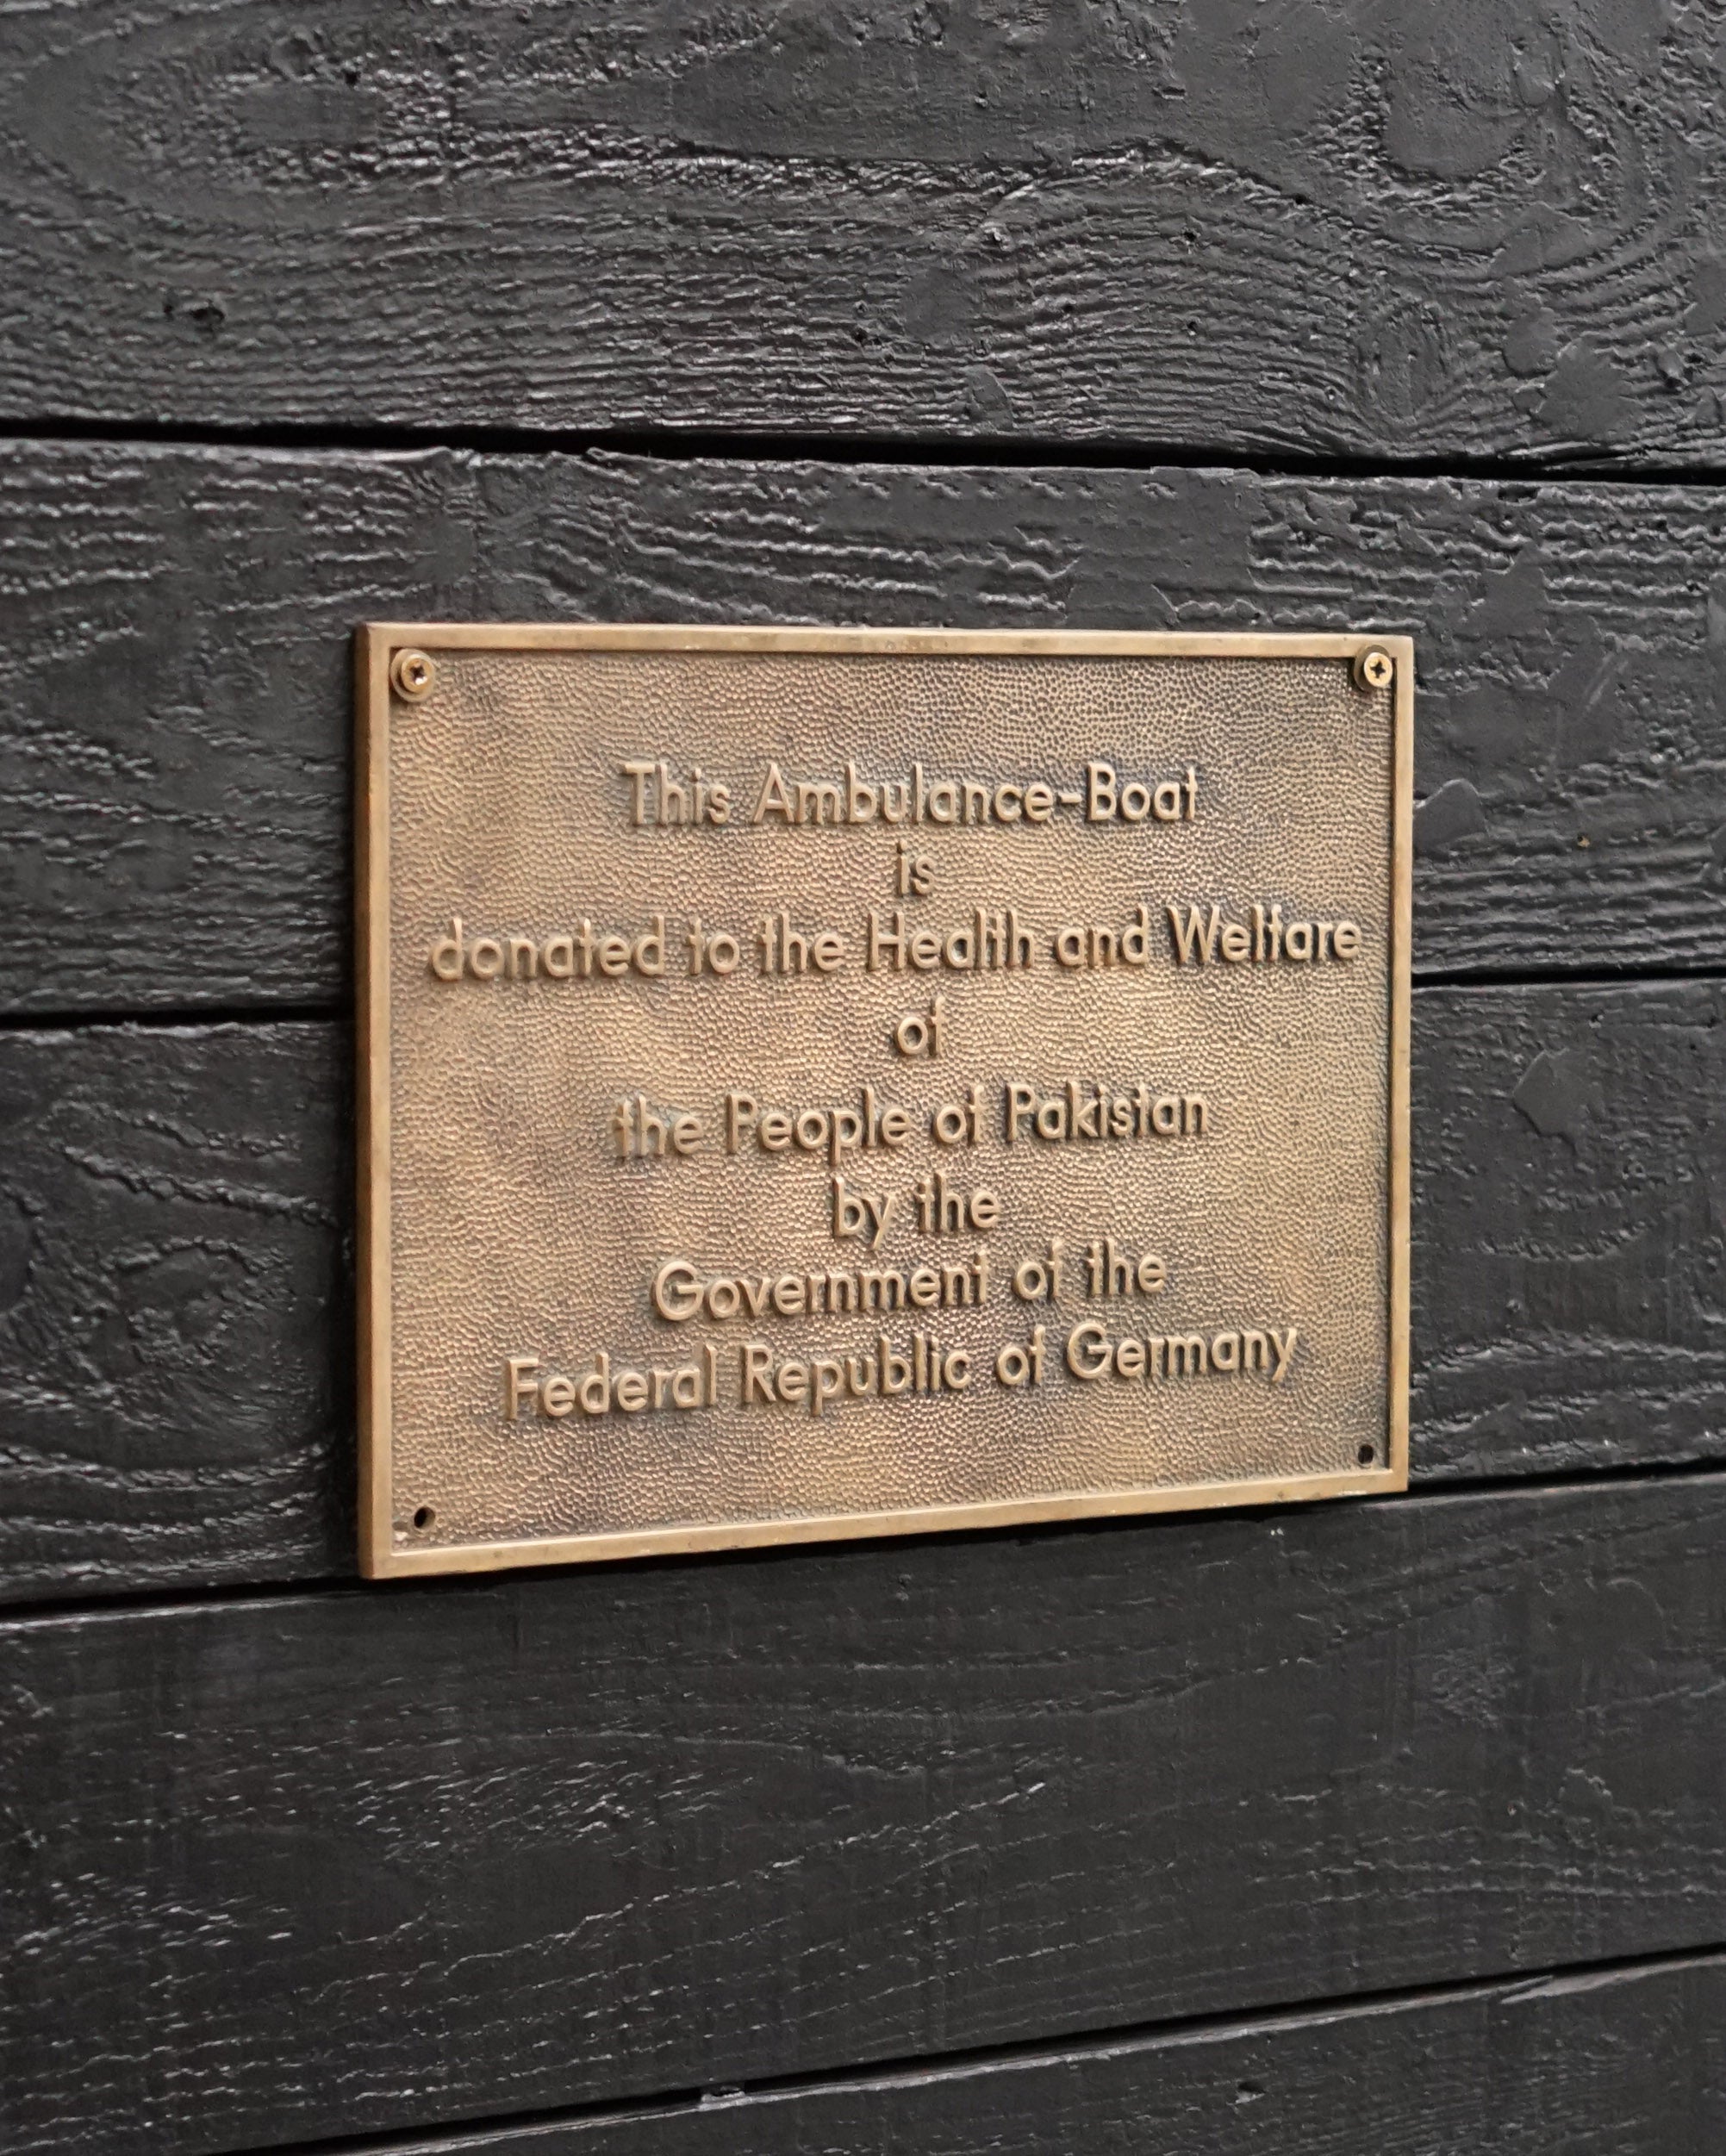 This Ambulance-Boat
is
donated to the Health and Welfare
of
the People of Pakistan
by the
Government of the
Federal Republic of Germany